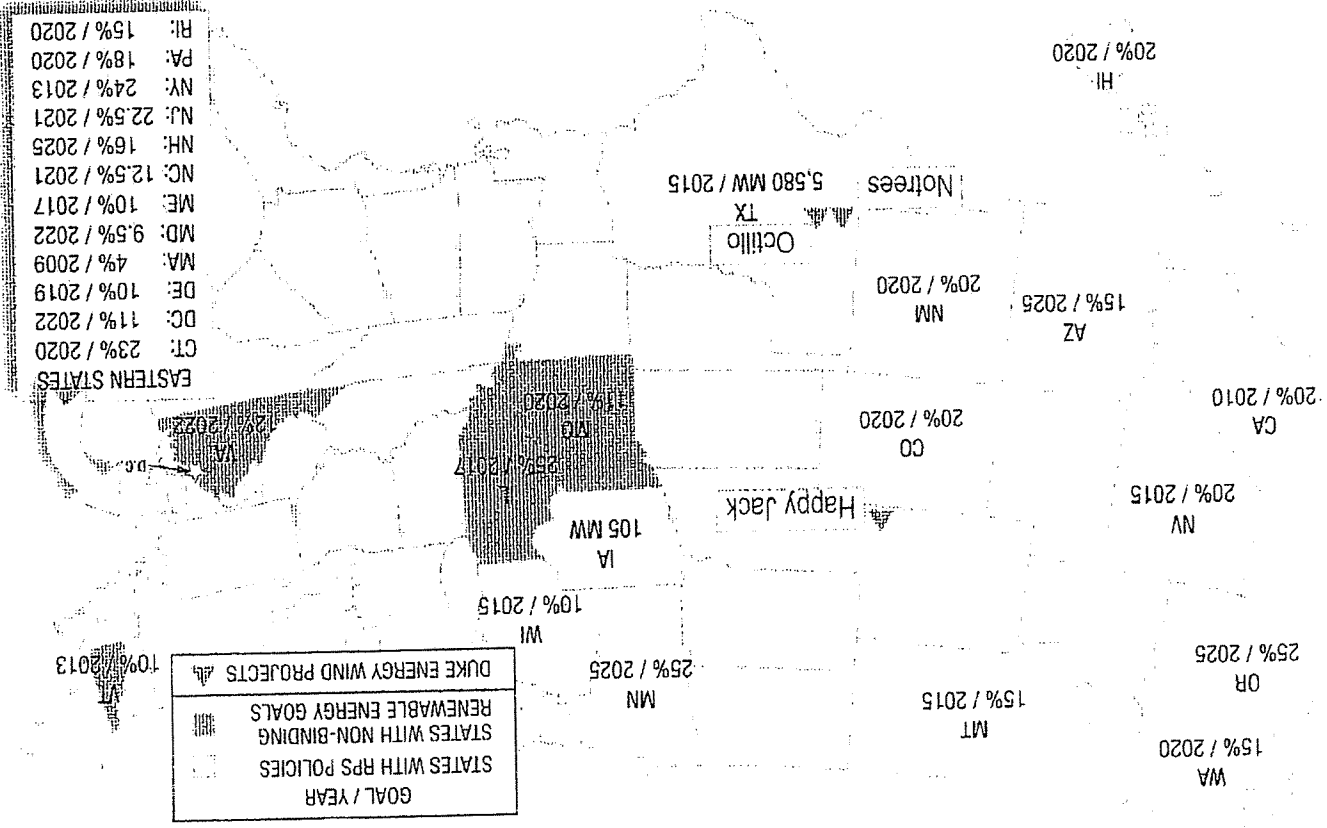 GOAL / YEAR
STATES WITH RPS POLICIES
STATES WITH NON-BINDING
RENEWABLE ENERGY GOALS
DUKE ENERGY WIND PROJECTS
WA
15% / 2020
OR
25% / 2025
MT
15% / 2015
MN
25% / 2025
WI
10% / 2015
VT
10% / 2013
NV
20% / 2015
CA
20% / 2010
Happy Jack
IA
105 MW
IL
25% / 2017
CO
20% / 2020
MO
11% / 2020
D.C.
VA
12% / 2022
AZ
15% / 2025
NM
20% / 2020
Octillo
TX
5,580 MW / 2015
Notrees
HI
20% / 2020
EASTERN STATES
CT: 23% / 2020
DC: 11% / 2022
DE: 10% / 2019
MA: 4% / 2009
MD: 9.5% / 2022
ME: 10% / 2017
NC: 12.5% / 2021
NH: 16% / 2025
NJ: 22.5% / 2021
NY: 24% / 2013
PA: 18% / 2020
RI: 15% / 2020